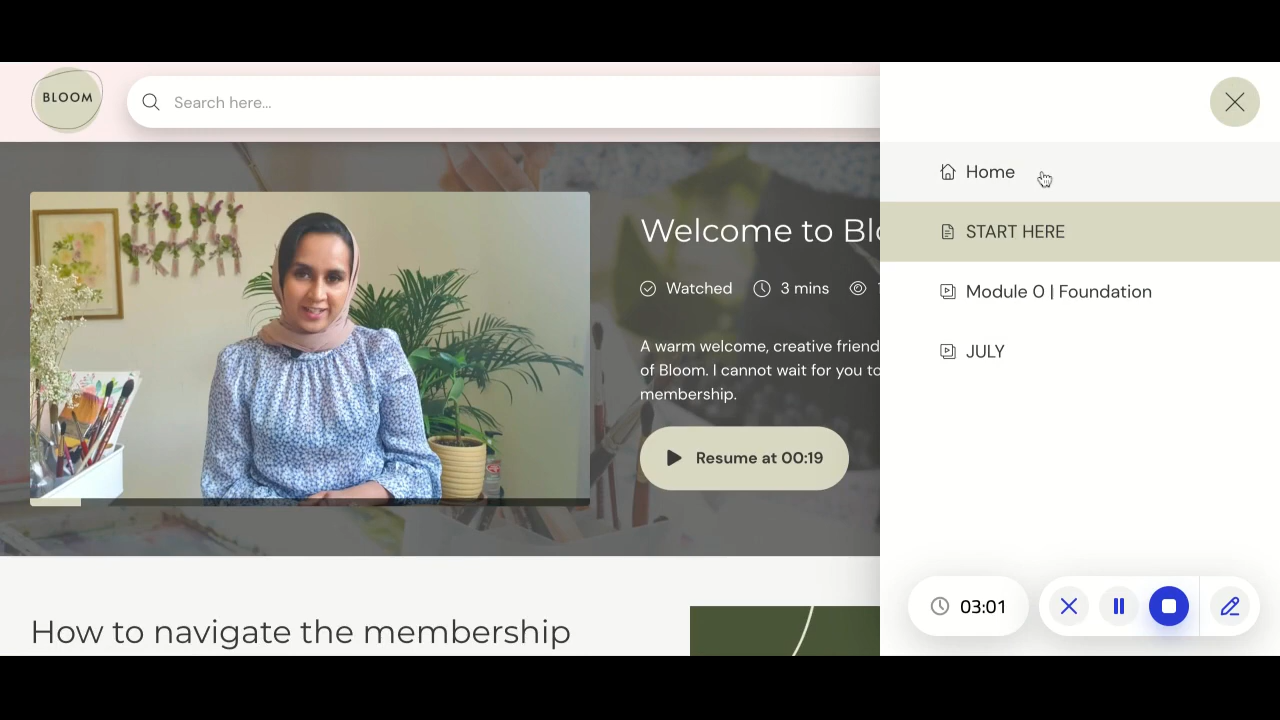 BLOOM
Search here...
Home
START HERE
Module 0 | Foundation
JULY
Welcome to Blo
Watched
3 mins
A warm welcome, creative friend
of Bloom. I cannot wait for you to
membership.
Resume at 00:19
How to navigate the membership
03:01